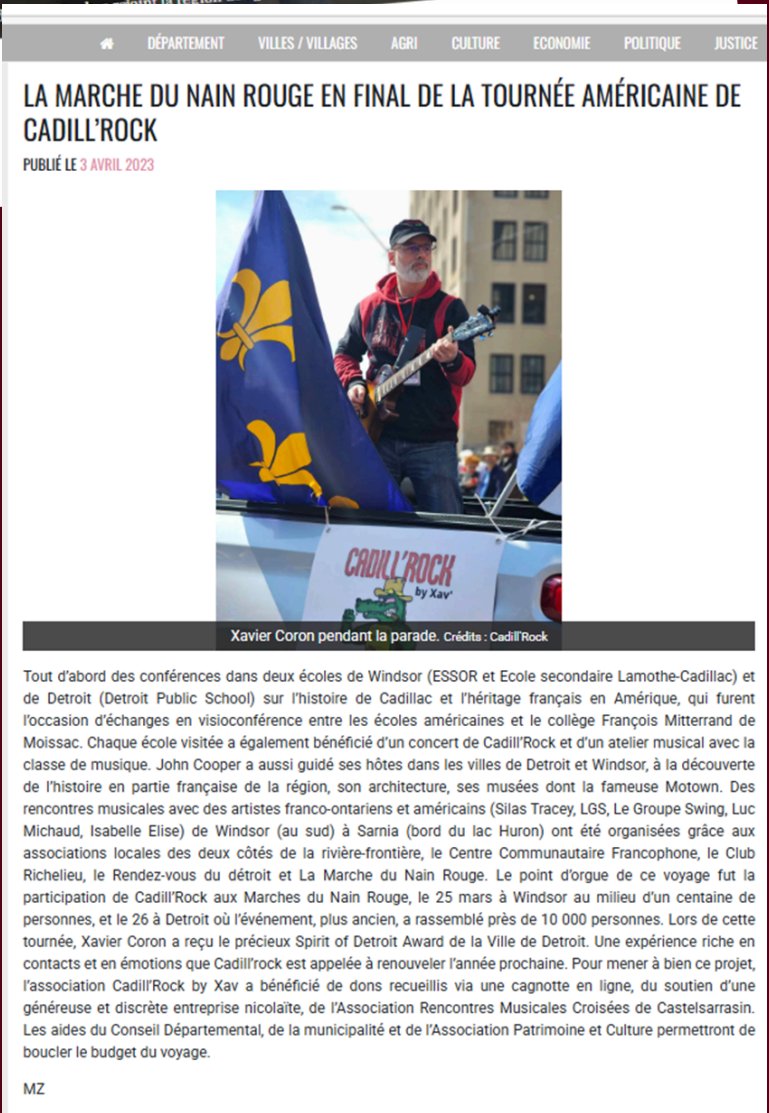 DÉPARTEMENT VILLES / VILLAGES AGRI CULTURE ECONOMIE POLITIQUE JUSTICE
LA MARCHE DU NAIN ROUGE EN FINAL DE LA TOURNÉE AMÉRICAINE DE
CADILL'ROCK
PUBLIÉ LE 3 AVRIL 2023
CADILL'ROCK
by Xav'
Xavier Coron pendant la parade. Crédits : Cadill'Rock
Tout d'abord des conférences dans deux écoles de Windsor (ESSOR et Ecole secondaire Lamothe-Cadillac) et
de Detroit (Detroit Public School) sur l'histoire de Cadillac et l'héritage français en Amérique, qui furent
l'occasion d'échanges en visioconférence entre les écoles américaines et le collège François Mitterrand de
Moissac. Chaque école visitée a également bénéficié d'un concert de Cadill'Rock et d'un atelier musical avec la
classe de musique. John Cooper a aussi guidé ses hôtes dans les villes de Detroit et Windsor, à la découverte
de l'histoire en partie française de la région, son architecture, ses musées dont la fameuse Motown. Des
rencontres musicales avec des artistes franco-ontariens et américains (Silas Tracey, LGS, Le Groupe Swing, Luc
Michaud, Isabelle Elise) de Windsor (au sud) à Sarnia (bord du lac Huron) ont été organisées grâce aux
associations locales des deux côtés de la rivière-frontière, le Centre Communautaire Francophone, le Club
Richelieu, le Rendez-vous du détroit et La Marche du Nain Rouge. Le point d'orgue de ce voyage fut la
participation de Cadill'Rock aux Marches du Nain Rouge, le 25 mars à Windsor au milieu d'un centaine de
personnes, et le 26 à Detroit où l'événement, plus ancien, a rassemblé près de 10 000 personnes. Lors de cette
tournée, Xavier Coron a reçu le précieux Spirit of Detroit Award de la Ville de Detroit. Une expérience riche en
contacts et en émotions que Cadill'rock est appelée à renouveler l'année prochaine. Pour mener à bien ce projet,
l'association Cadill'Rock by Xav a bénéficié de dons recueillis via une cagnotte en ligne, du soutien d'une
généreuse et discrète entreprise nicolaïte, de l'Association Rencontres Musicales Croisées de Castelsarrasin.
Les aides du Conseil Départemental, de la municipalité et de l'Association Patrimoine et Culture permettront de
boucler le budget du voyage.
MZ